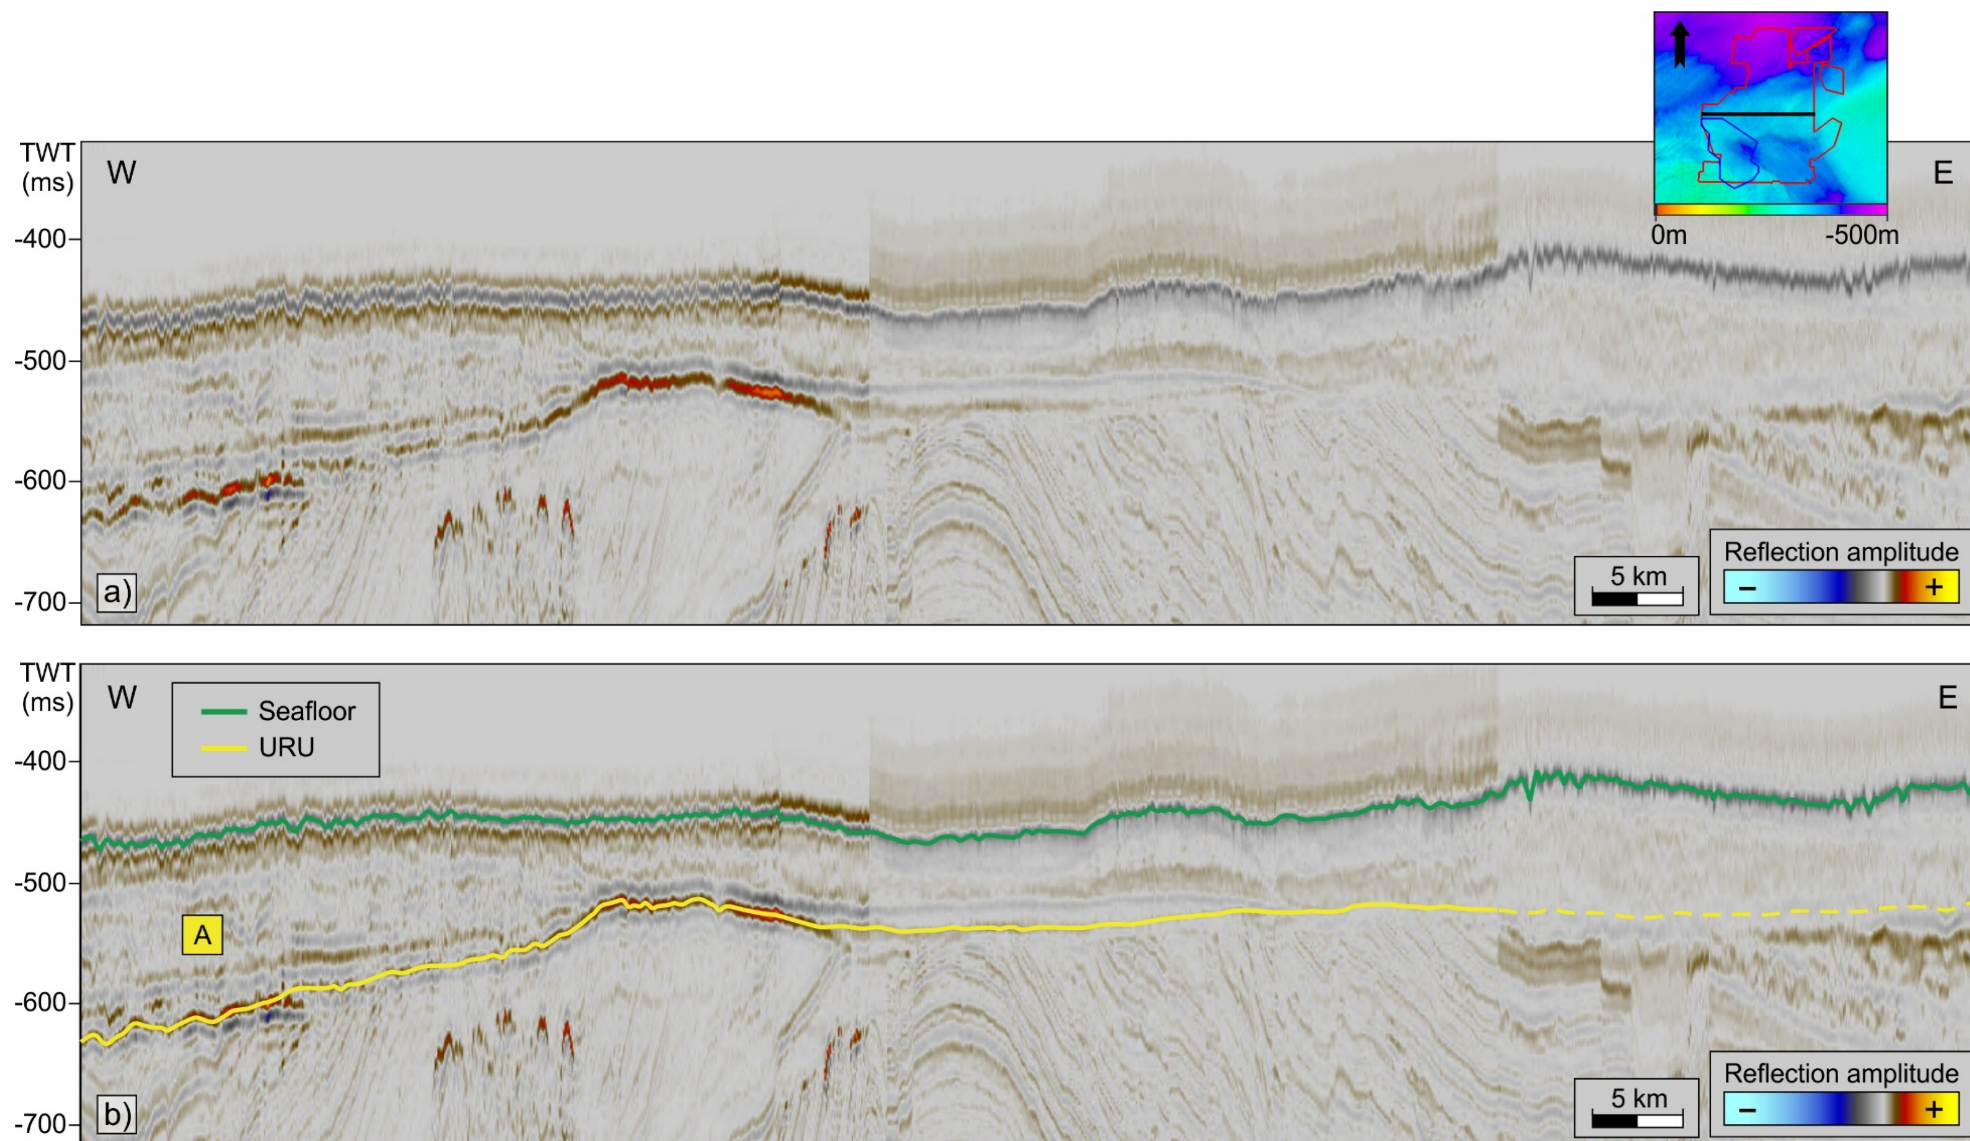 0m -500m
TWT
(ms)
W E
-400
-500
-600
-700
a)
5 km
Reflection amplitude
– +
TWT
(ms)
W E
Seafloor
URU
-400
-500
A
-600
-700
b)
5 km
Reflection amplitude
– +